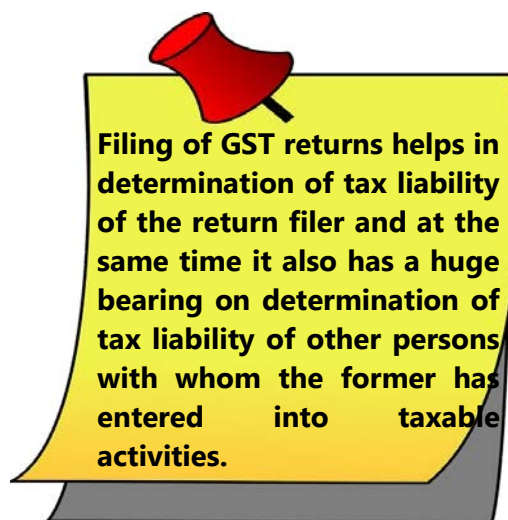 Filing of GST returns helps in
determination of tax liability
of the return filer and at the
same time it also has a huge
bearing on determination of
tax liability of other persons
with whom the former has
entered into taxable
activities.